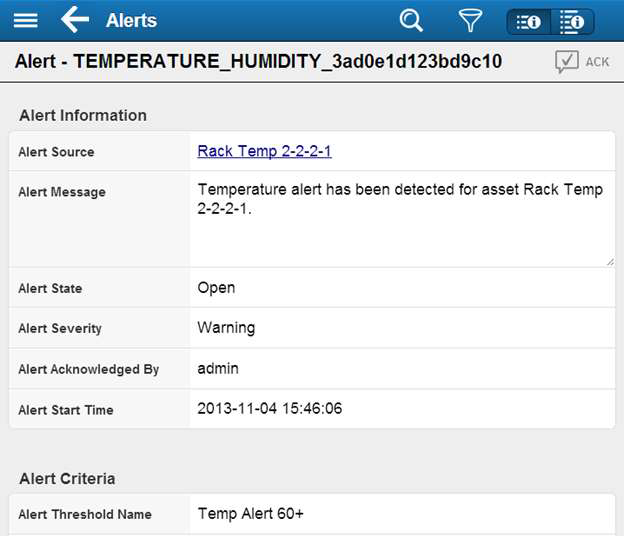 Alerts
Alert - TEMPERATURE_HUMIDITY_3ad0e1d123bd9c10
ACK
Alert Information
Alert Source Rack Temp 2-2-2-1
Alert Message Temperature alert has been detected for asset Rack Temp
2-2-2-1.
Alert State Open
Alert Severity Warning
Alert Acknowledged By admin
Alert Start Time 2013-11-04 15:46:06
Alert Criteria
Alert Threshold Name Temp Alert 60+